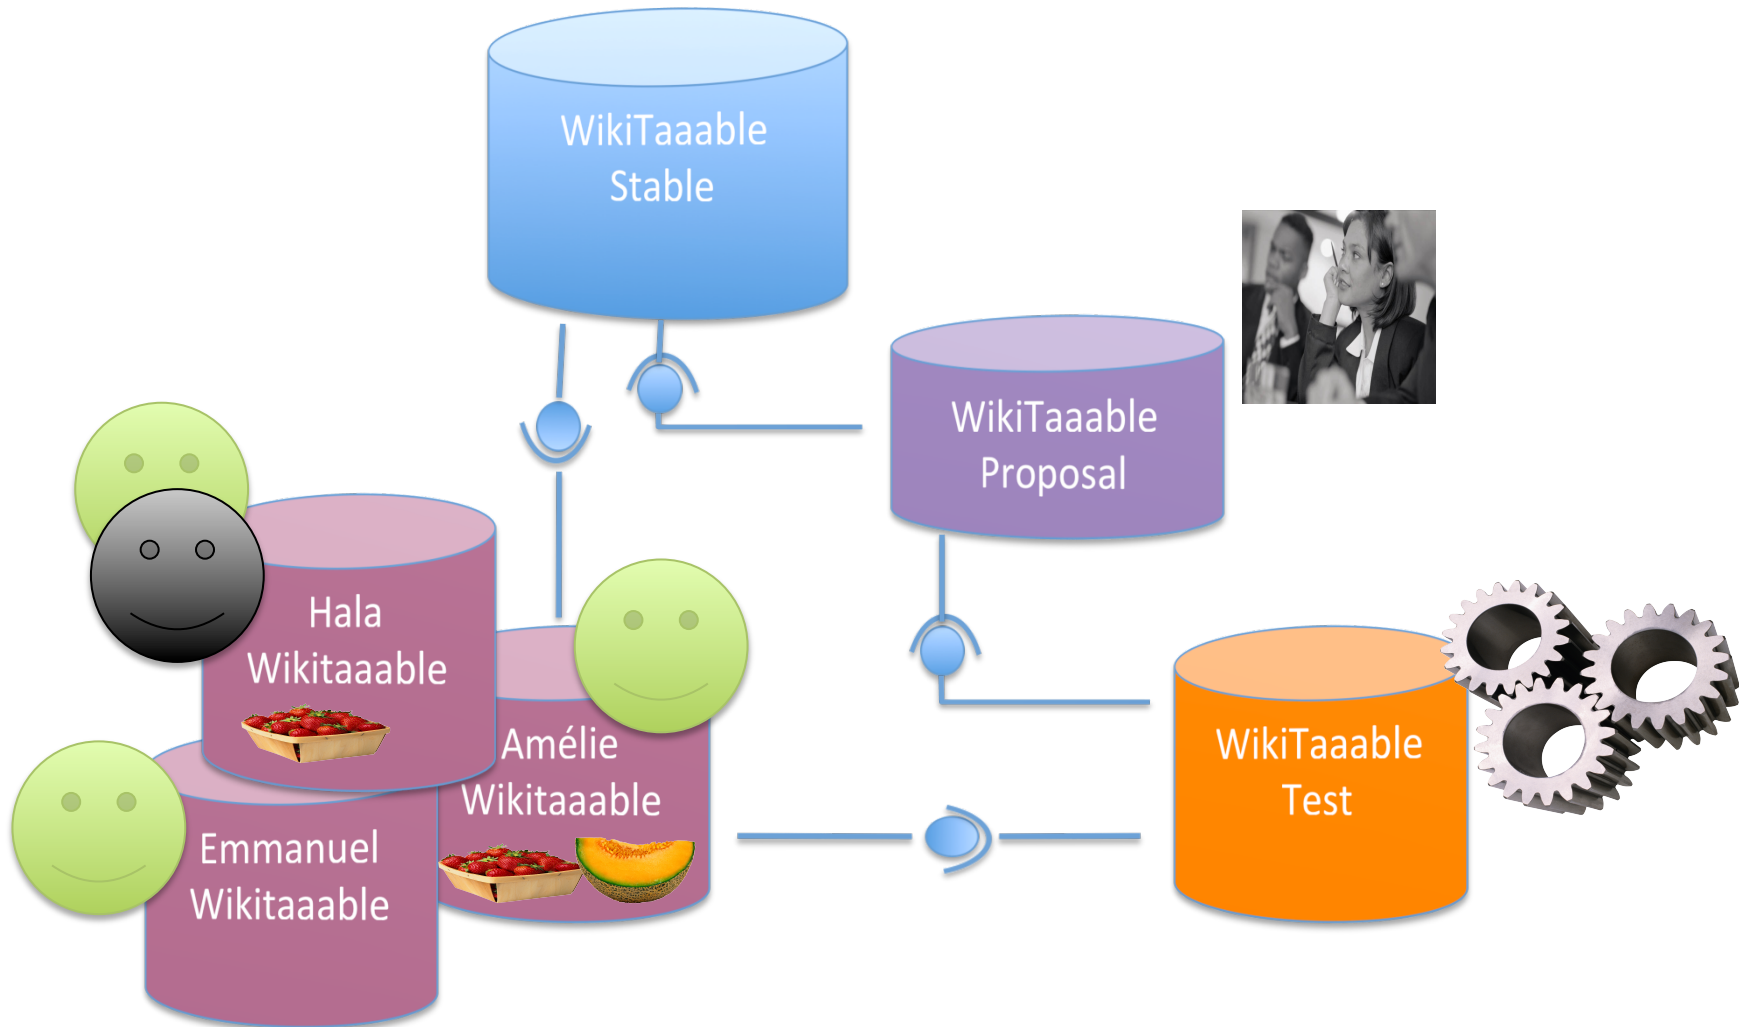 WikiTaaable
Stable
WikiTaaable
Proposal
Hala
Wikitaaable
Amélie
Wikitaaable
WikiTaaable
Test
Emmanuel
Wikitaaable